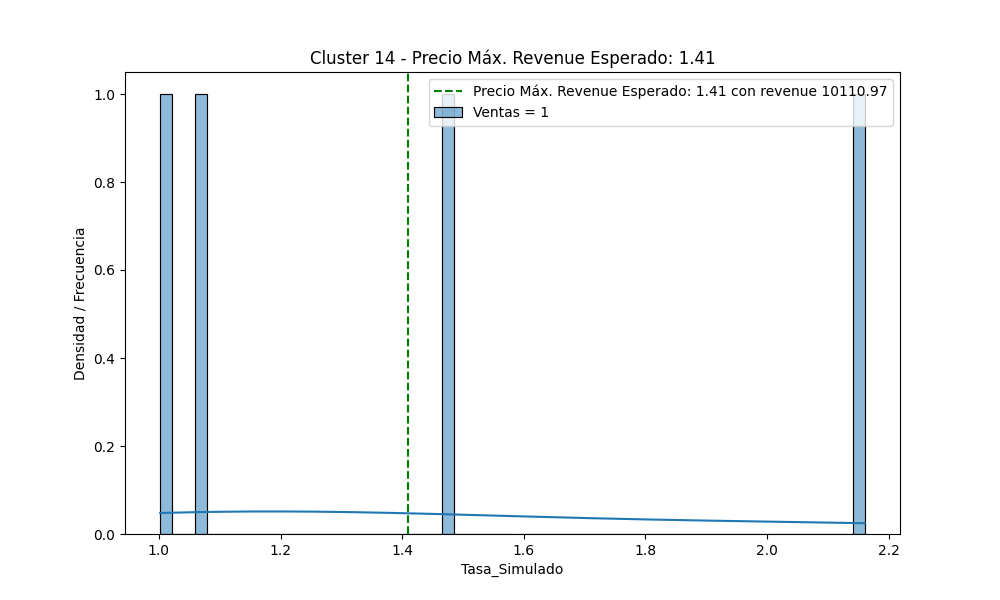 Cluster 14 - Precio Máx. Revenue Esperado: 1.41
Precio Máx. Revenue Esperado: 1.41 con revenue 10110.97
Ventas = 1
Densidad / Frecuencia
1.0
0.8
0.6
0.4
0.2
0.0
1.0 1.2 1.4 1.6 1.8 2.0 2.2
Tasa_Simulado